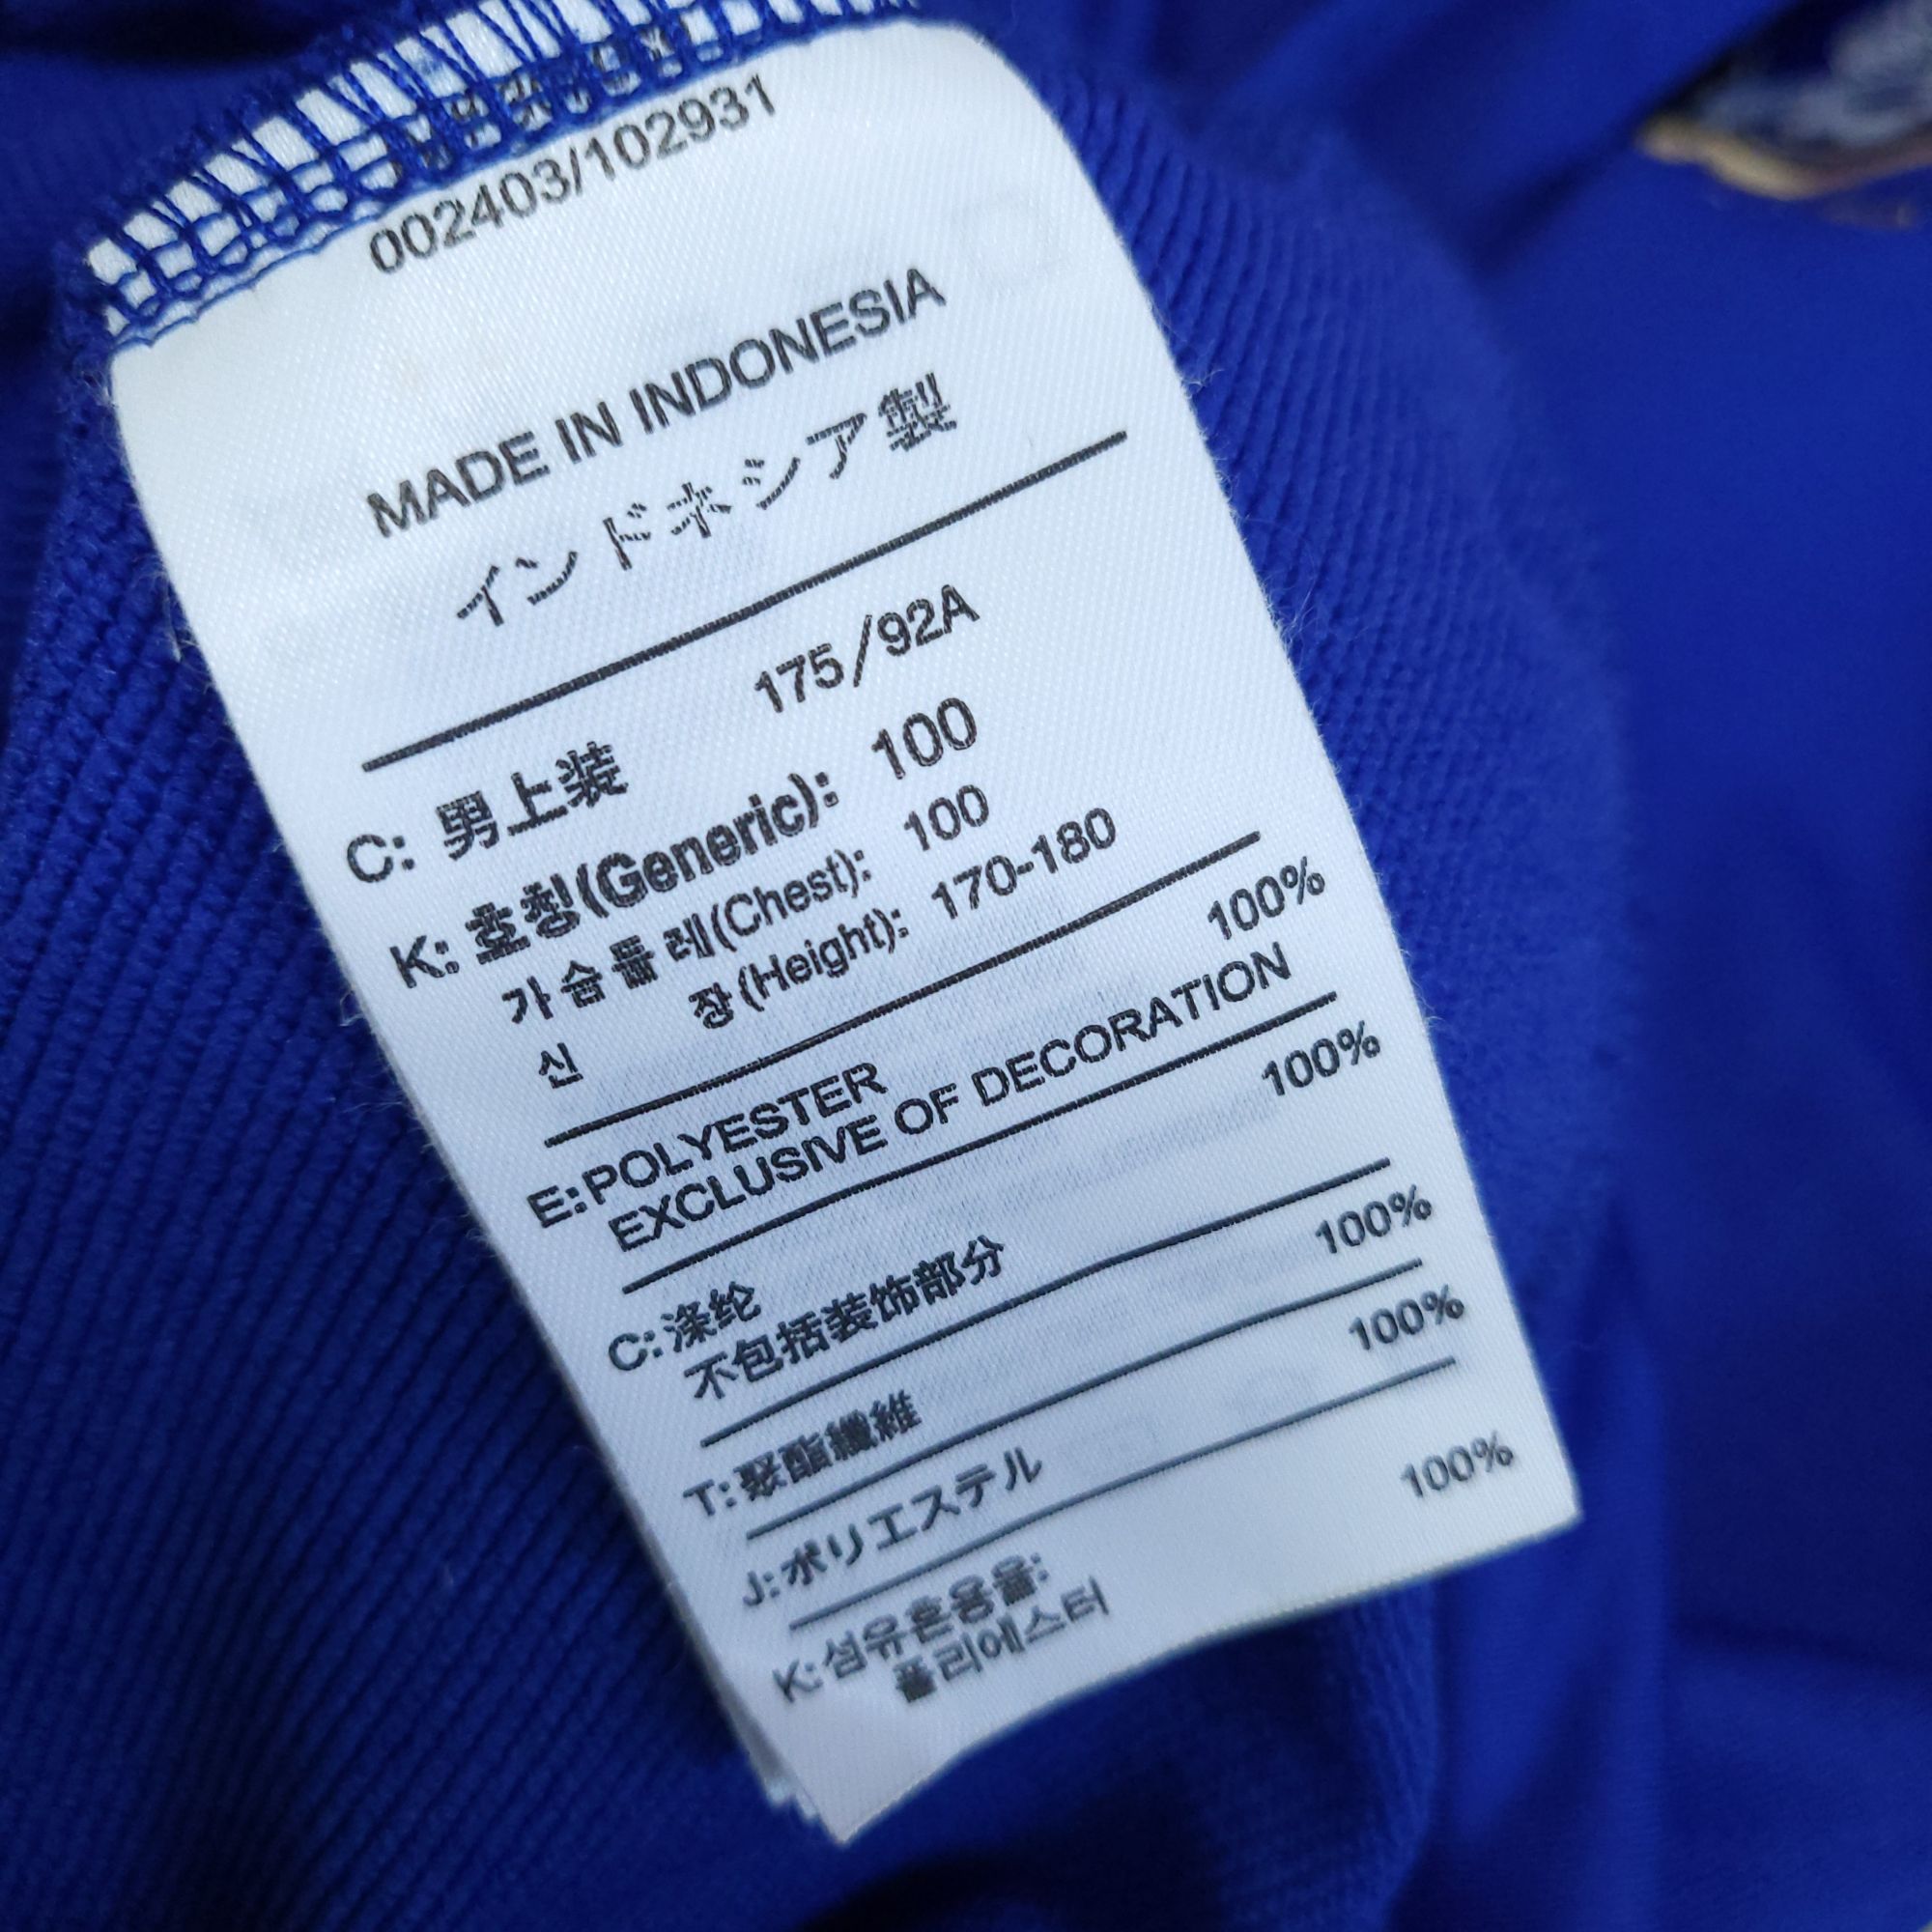 002403/102931
MADE IN INDONESIA
インドネシア製
C: 男上装 175/92A
K: 호칭(Generic): 100
가슴둘레(Chest): 100
신 장(Height): 170-180
E:POLYESTER 100%
EXCLUSIVE OF DECORATION
C:涤纶 100%
不包括装饰部分
T:聚酯纖維 100%
J:ポリエステル 100%
K:섬유혼용율:
폴리에스터 100%